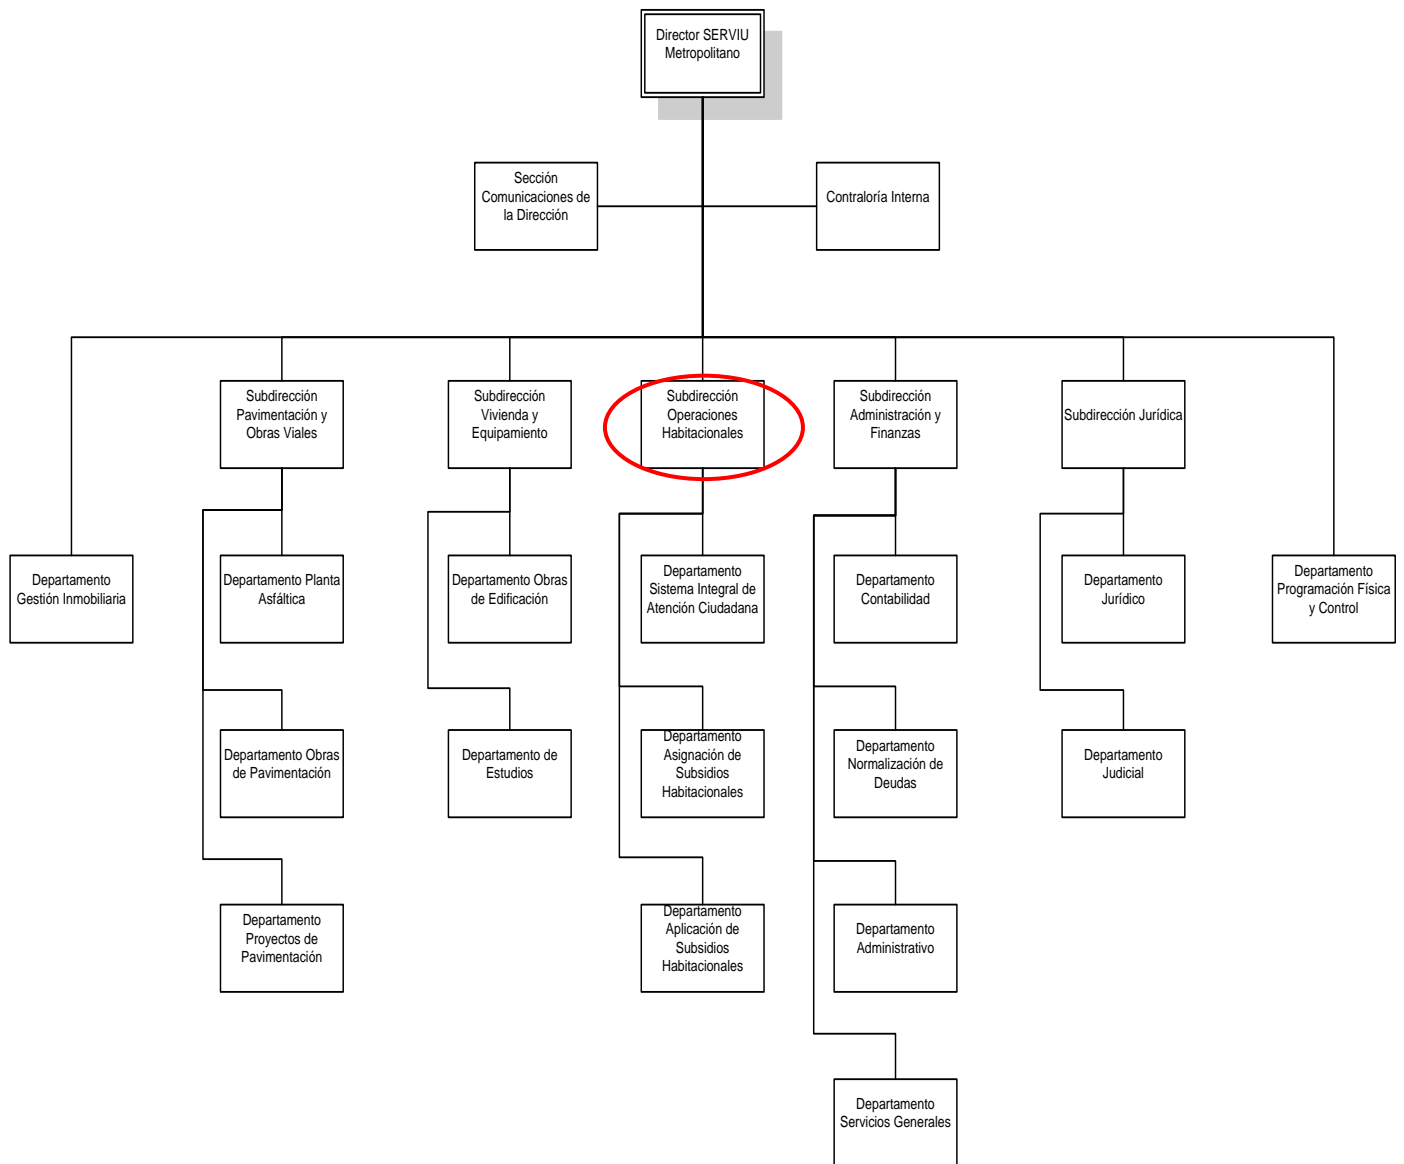 Director SERVIU
Metropolitano
Sección
Comunicaciones de
la Dirección
Contraloría Interna
Subdirección
Pavimentación y
Obras Viales
Subdirección
Vivienda y
Equipamiento
Subdirección
Operaciones
Habitacionales
Subdirección
Administración y
Finanzas
Subdirección Jurídica
Departamento
Gestión Inmobiliaria
Departamento Planta
Asfáltica
Departamento Obras
de Edificación
Departamento
Sistema Integral de
Atención Ciudadana
Departamento
Contabilidad
Departamento
Jurídico
Departamento
Programación Física
y Control
Departamento Obras
de Pavimentación
Departamento de
Estudios
Departamento
Asignación de
Subsidios
Habitacionales
Departamento
Normalización de
Deudas
Departamento
Judicial
Departamento
Proyectos de
Pavimentación
Departamento
Aplicación de
Subsidios
Habitacionales
Departamento
Administrativo
Departamento
Servicios Generales